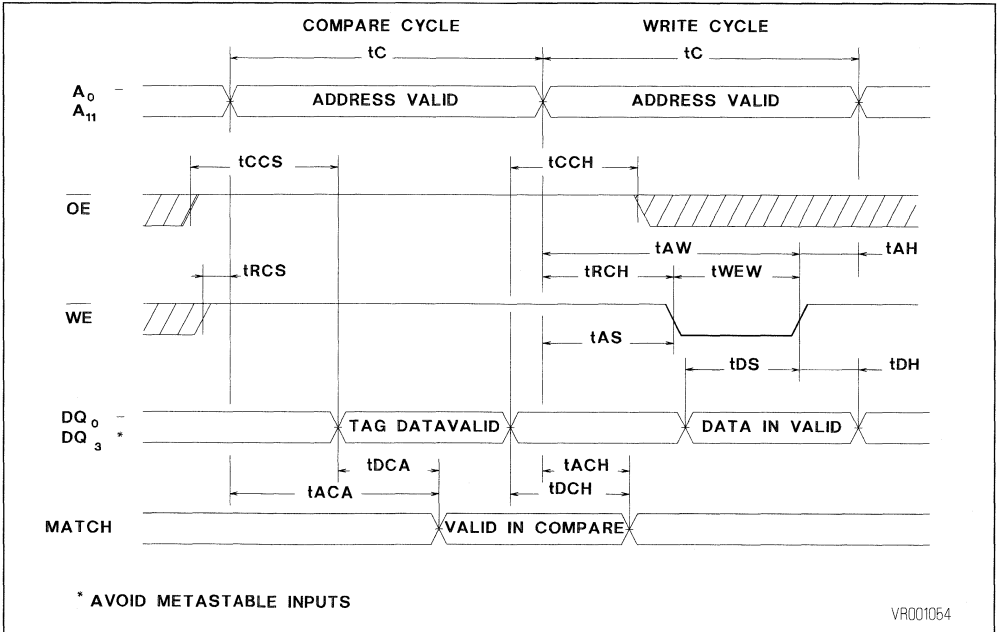 COMPARE CYCLE WRITE CYCLE
tC tC
A0 –
A11
ADDRESS VALID ADDRESS VALID
tCCS tCCH
OE
tAW tAH
tRCS tRCH tWEW
WE
tAS
tDS tDH
DQ0 –
DQ3 *
TAG DATAVALID DATA IN VALID
tDCA tACH
tACA tDCH
MATCH VALID IN COMPARE
* AVOID METASTABLE INPUTS
VR001054